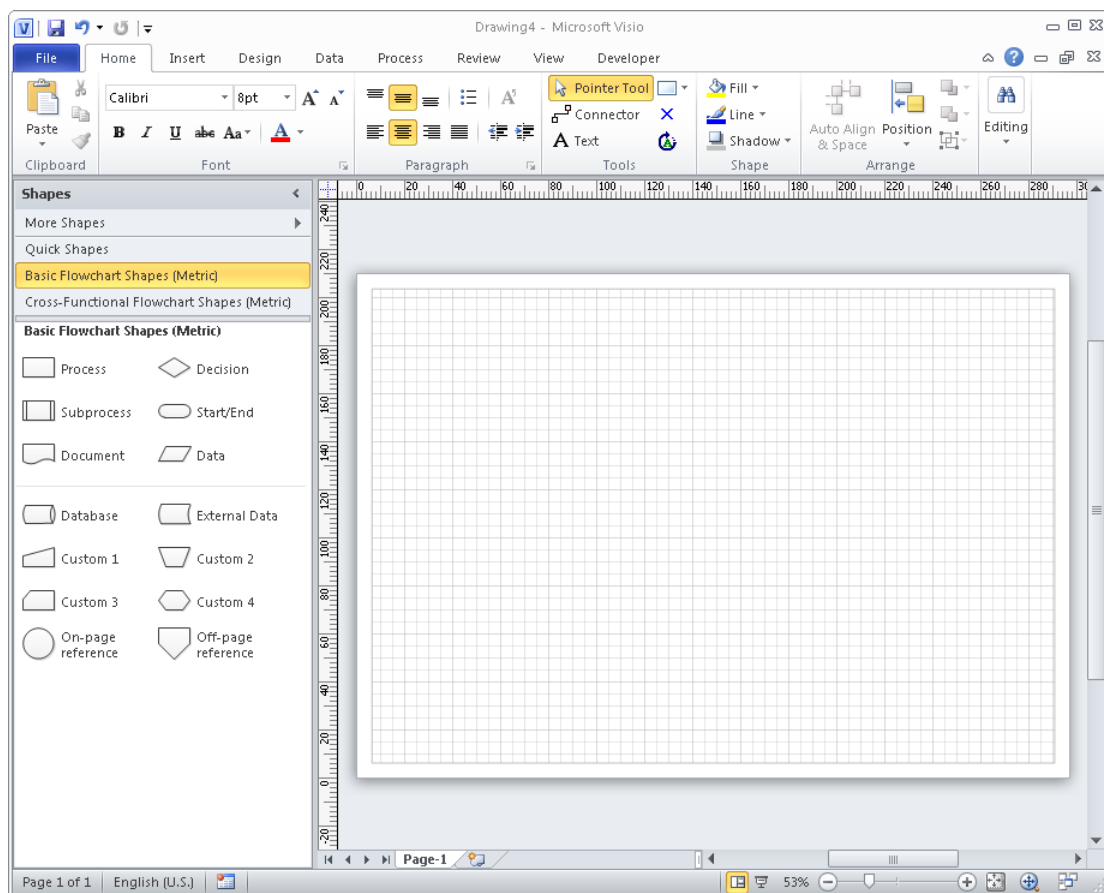 Drawing4 - Microsoft Visio
File Home Insert Design Data Process Review View Developer
Calibri 8pt A A A Pointer Tool Fill Editing
Paste Connector Line Auto Align & Space Position
B I U abc Aa A A Text Shadow
Clipboard Font Paragraph Tools Shape Arrange
Shapes
More Shapes
Quick Shapes
Basic Flowchart Shapes (Metric)
Cross-Functional Flowchart Shapes (Metric)
Basic Flowchart Shapes (Metric)
Process Decision
Subprocess Start/End
Document Data
Database External Data
Custom 1 Custom 2
Custom 3 Custom 4
On-page reference Off-page reference
0 20 40 60 80 100 120 140 160 180 200 220 240 260 280
240
220
200
180
160
140
120
100
80
60
40
20
0
-20
Page-1
Page 1 of 1 English (U.S.) 53%